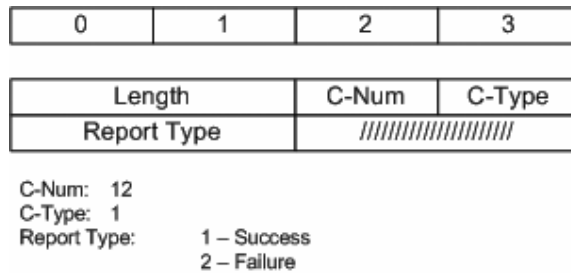 0 1 2 3
Length C-Num C-Type
Report Type //////////////////////
C-Num: 12
C-Type: 1
Report Type: 1 – Success
2 – Failure